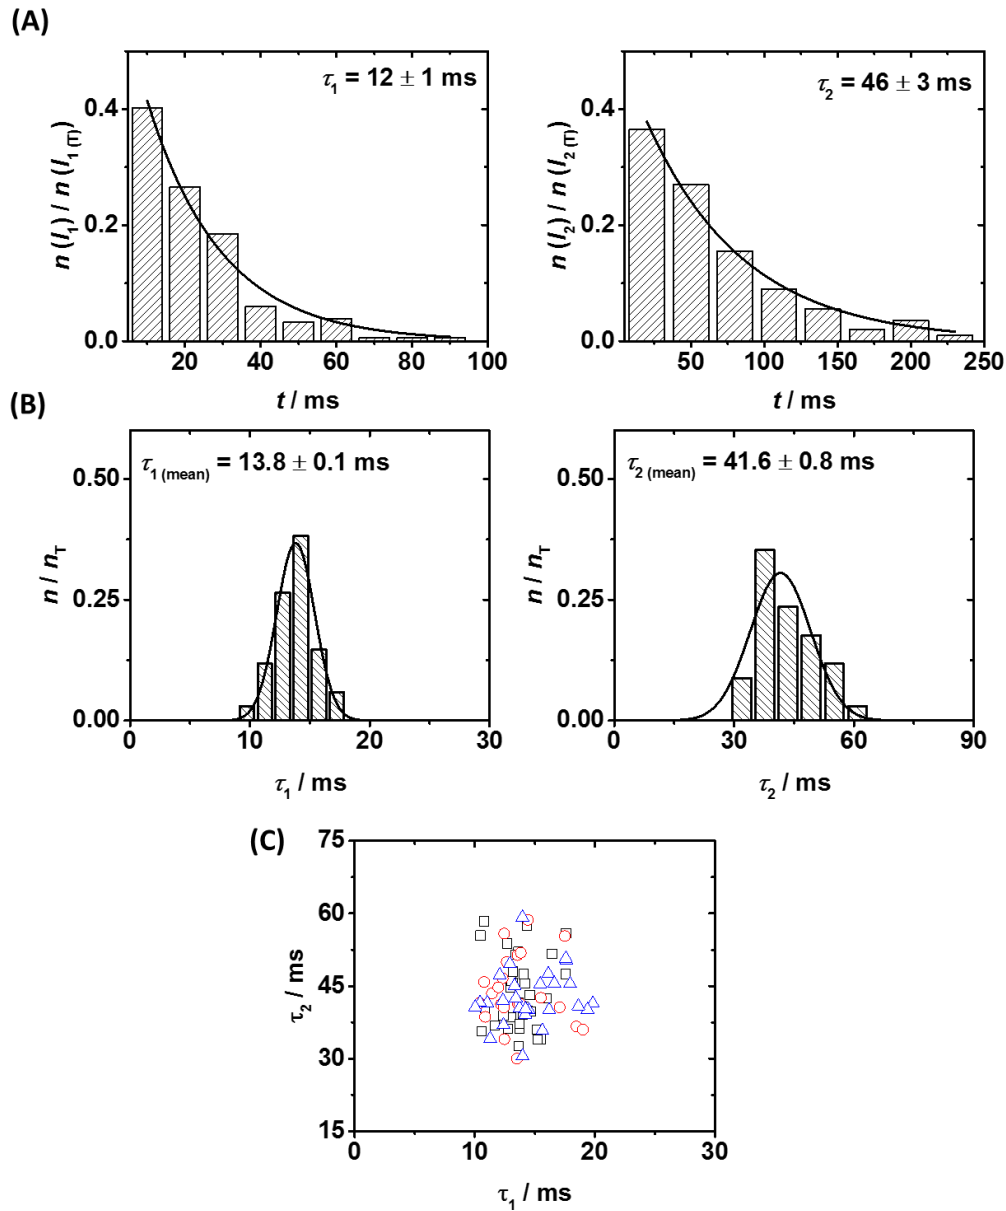 (A)
τ1 = 12 ± 1 ms
n (I1) / n (I1 (T))
0.4
0.2
0.0
20 40 60 80 100
t / ms
τ2 = 46 ± 3 ms
n (I2) / n (I2 (T))
0.4
0.2
0.0
50 100 150 200 250
t / ms
(B)
τ1 (mean) = 13.8 ± 0.1 ms
n / nT
0.50
0.25
0.00
0 10 20 30
τ1 / ms
τ2 (mean) = 41.6 ± 0.8 ms
n / nT
0.50
0.25
0.00
0 30 60 90
τ2 / ms
(C)
τ2 / ms
75
60
45
30
15
0 10 20 30
τ1 / ms